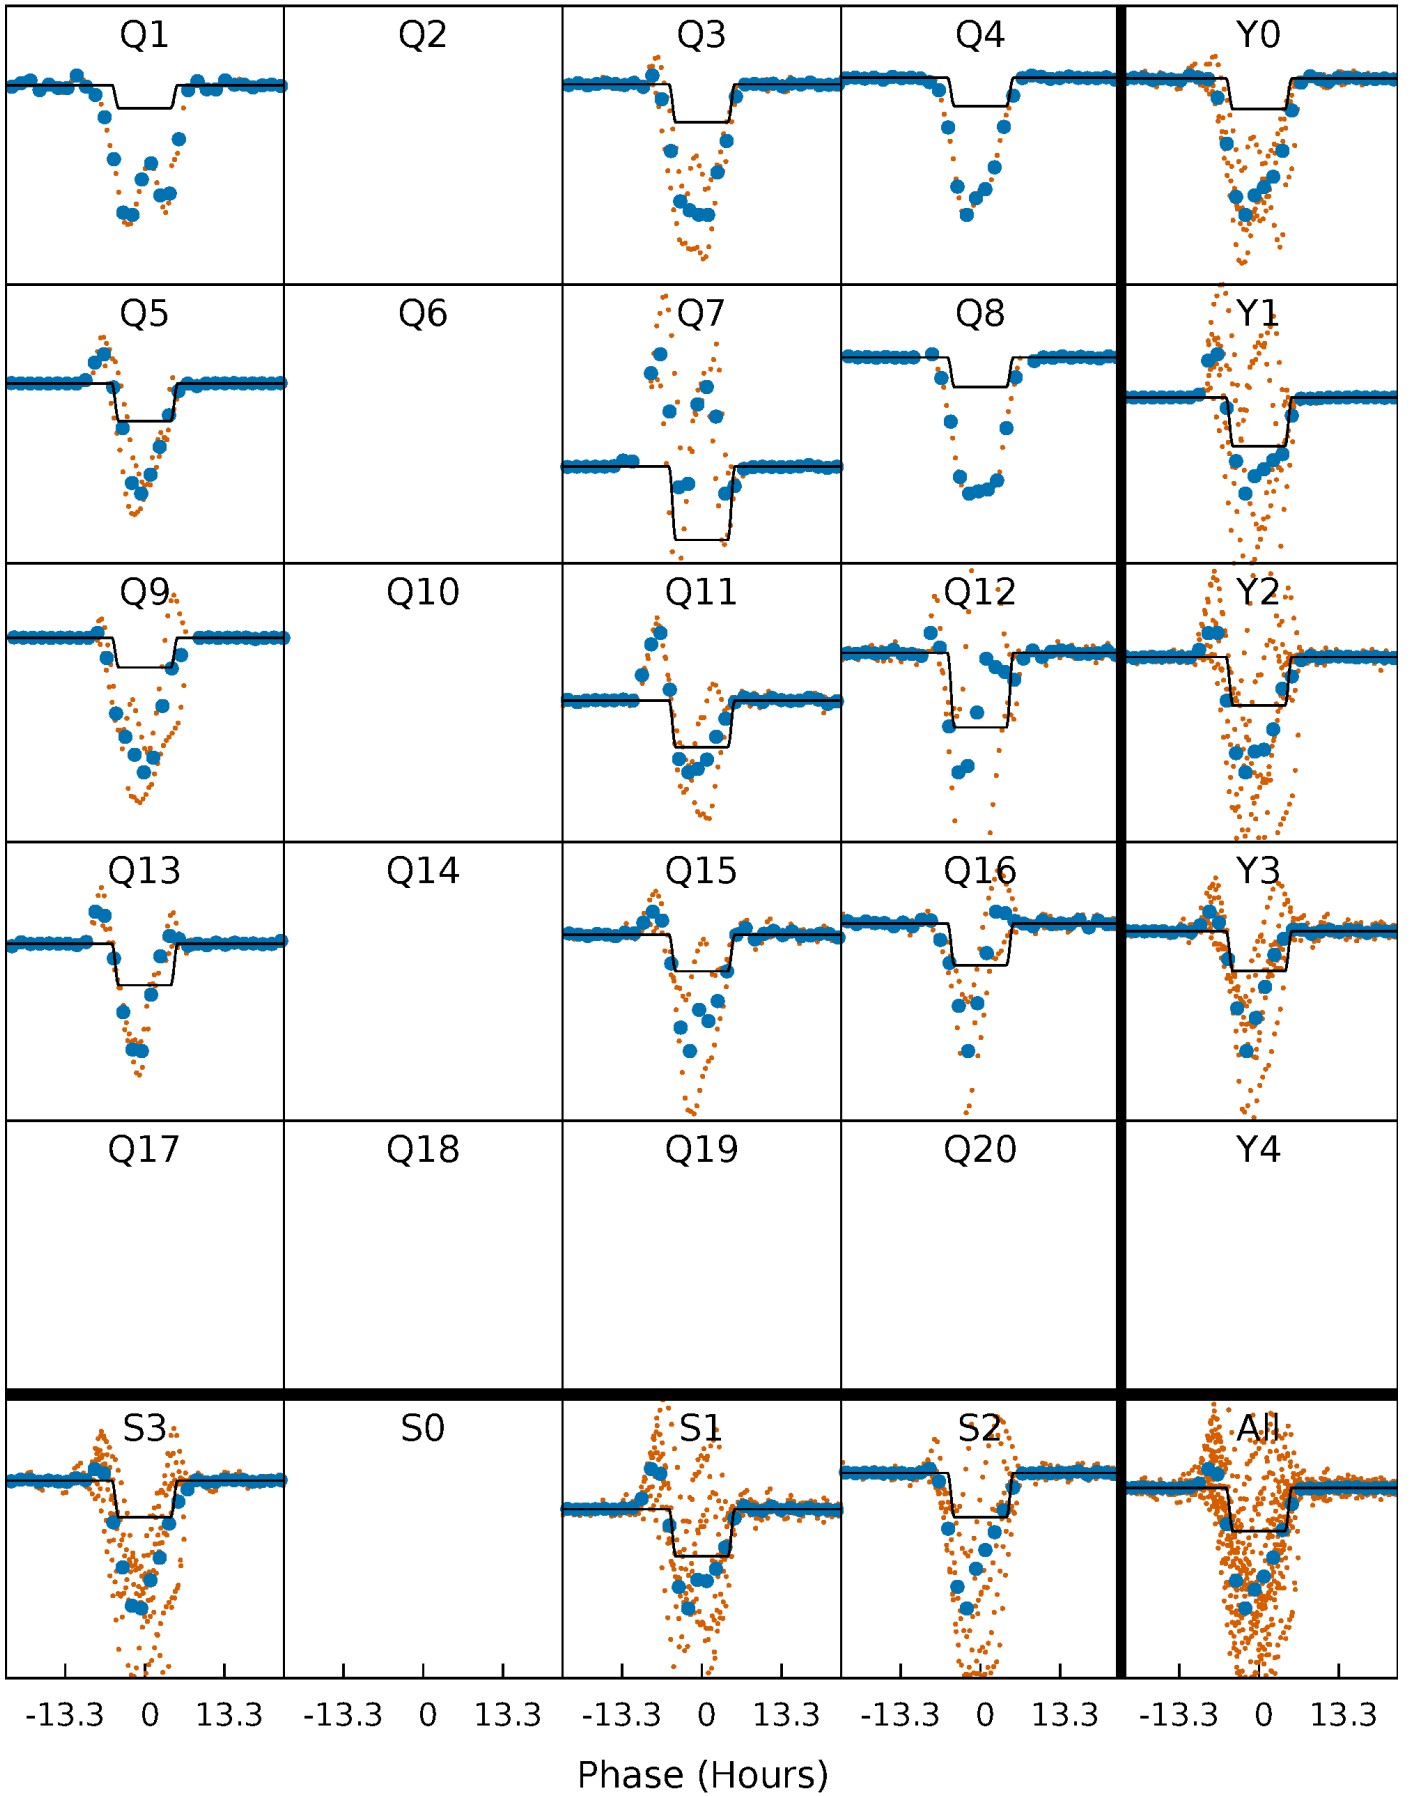 Q1 Q2 Q3 Q4 Y0
Q5 Q6 Q7 Q8 Y1
Q9 Q10 Q11 Q12 Y2
Q13 Q14 Q15 Q16 Y3
Q17 Q18 Q19 Q20 Y4
S3 S0 S1 S2 All
-13.3 0 13.3 -13.3 0 13.3 -13.3 0 13.3 -13.3 0 13.3 -13.3 0 13.3
Phase (Hours)